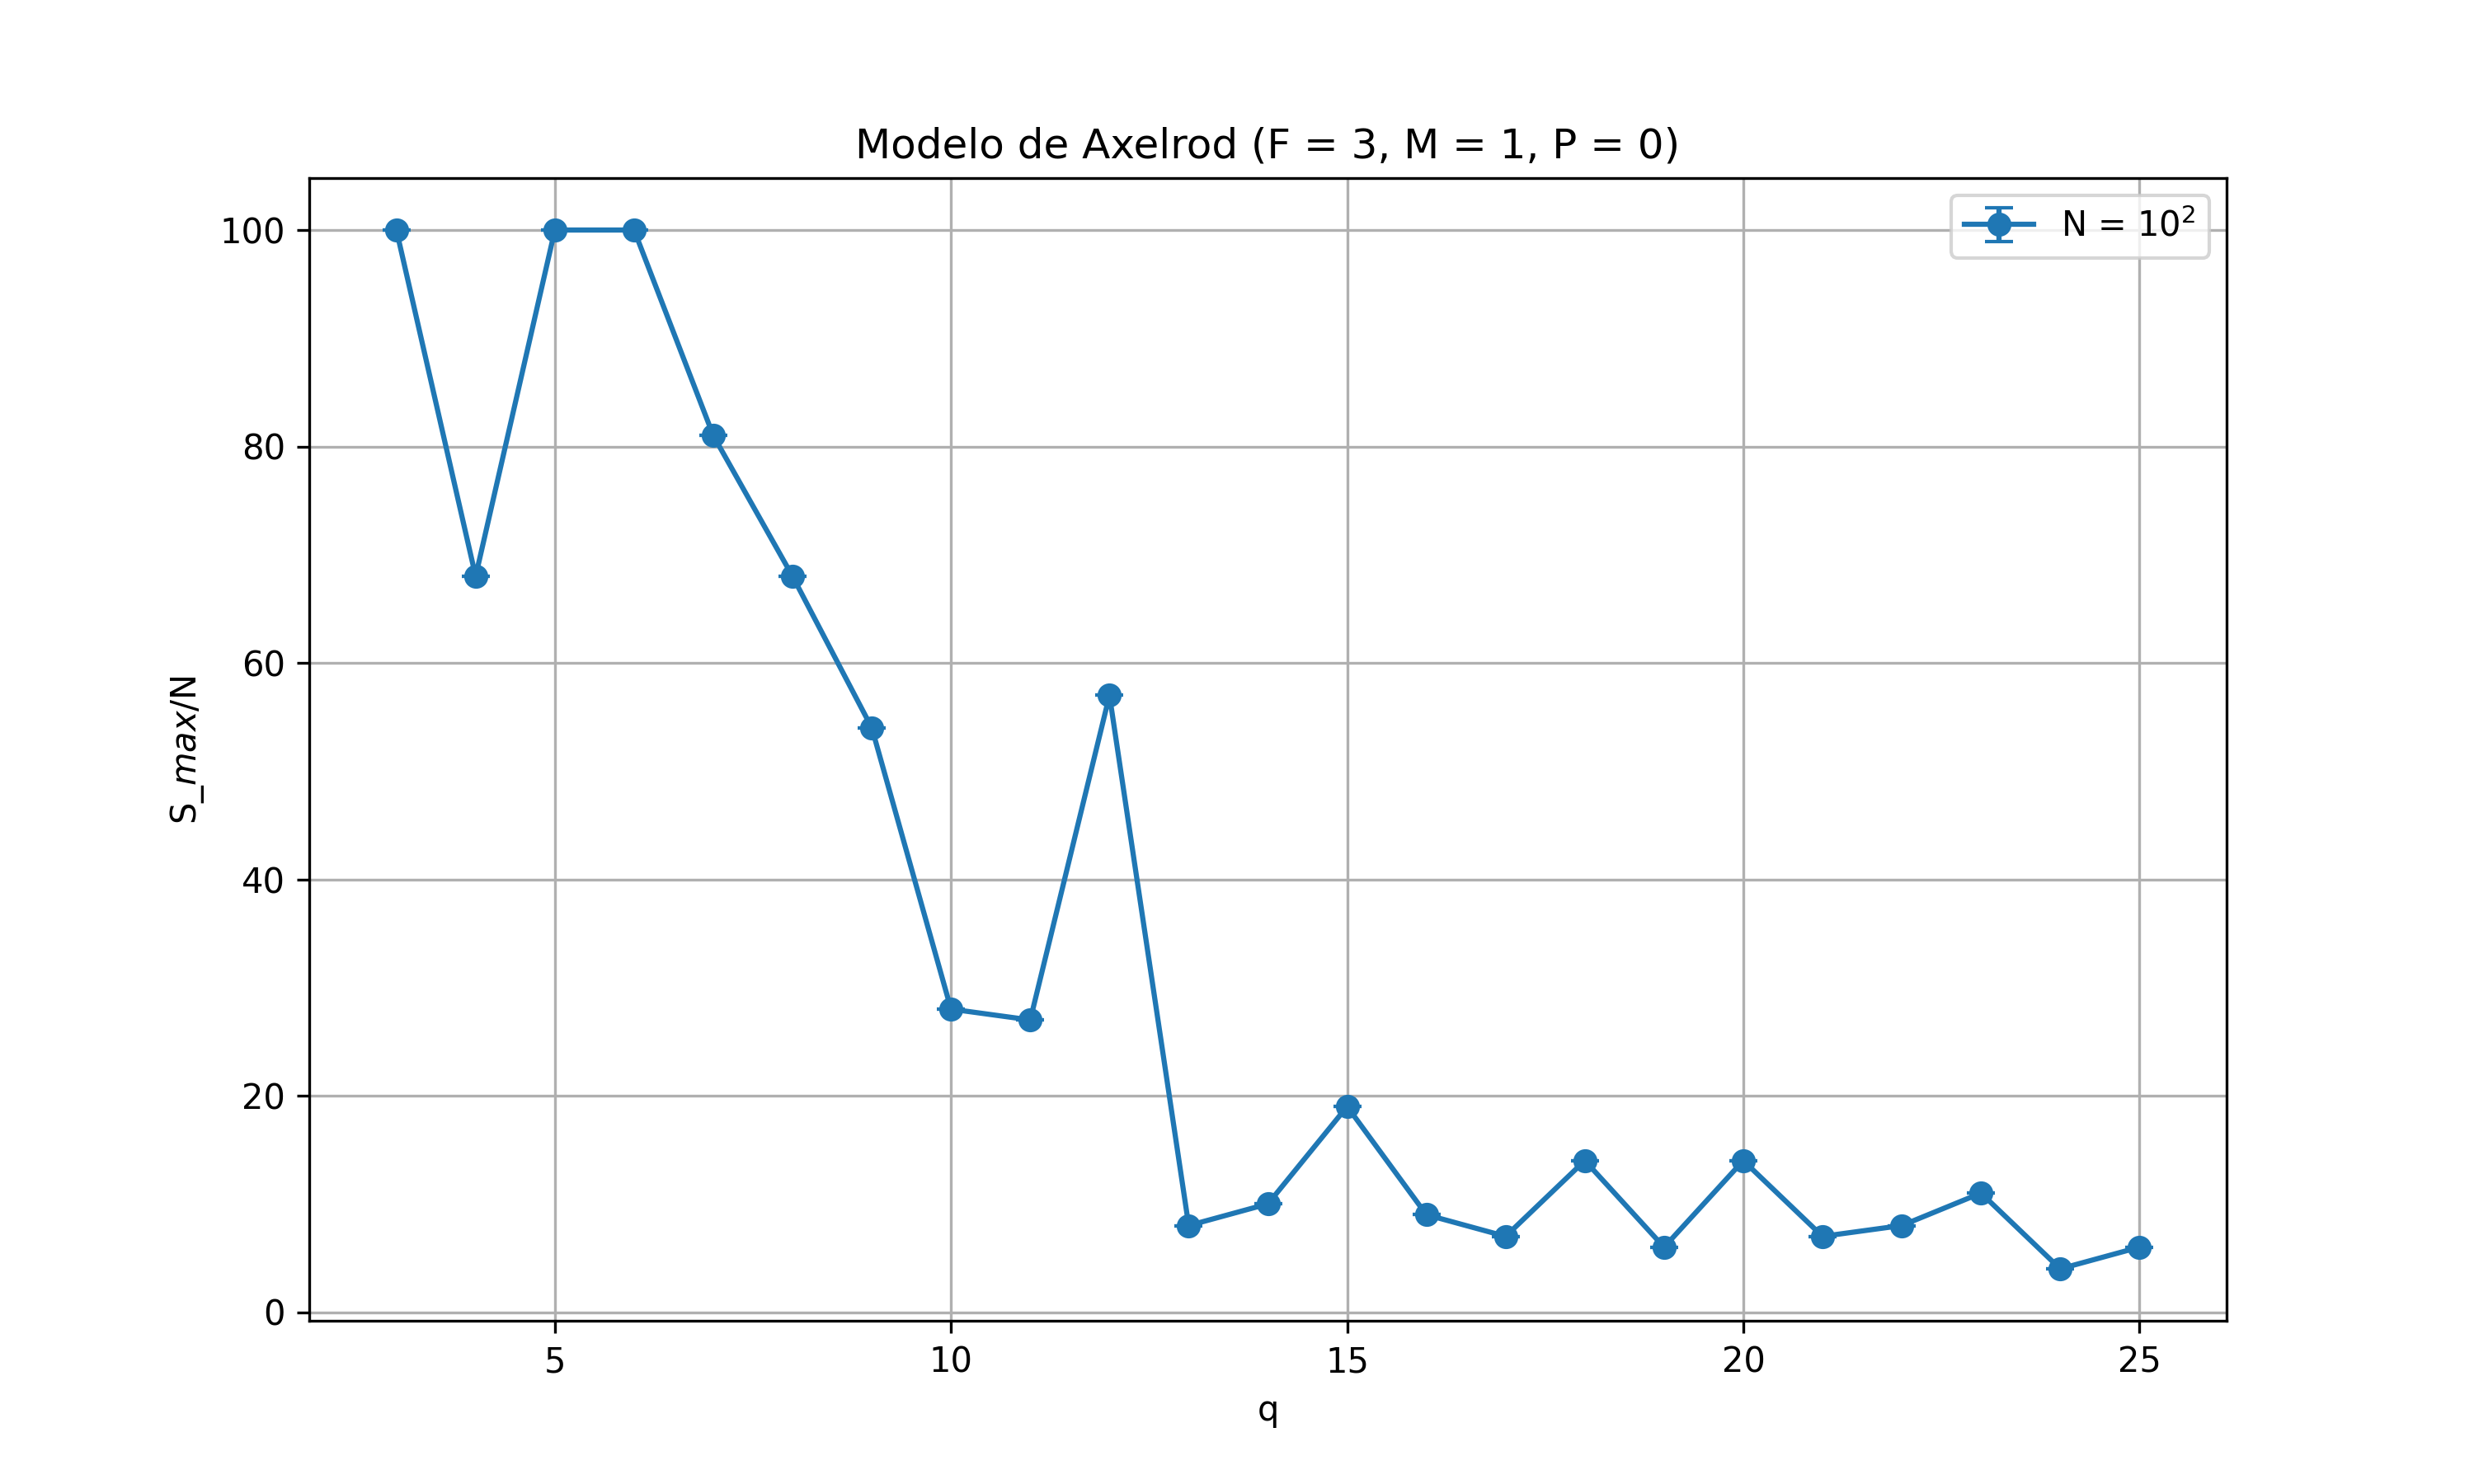 Modelo de Axelrod (F = 3, M = 1, P = 0)
N = 10²
100
80
60
40
20
0
S_max/N
5 10 15 20 25
q